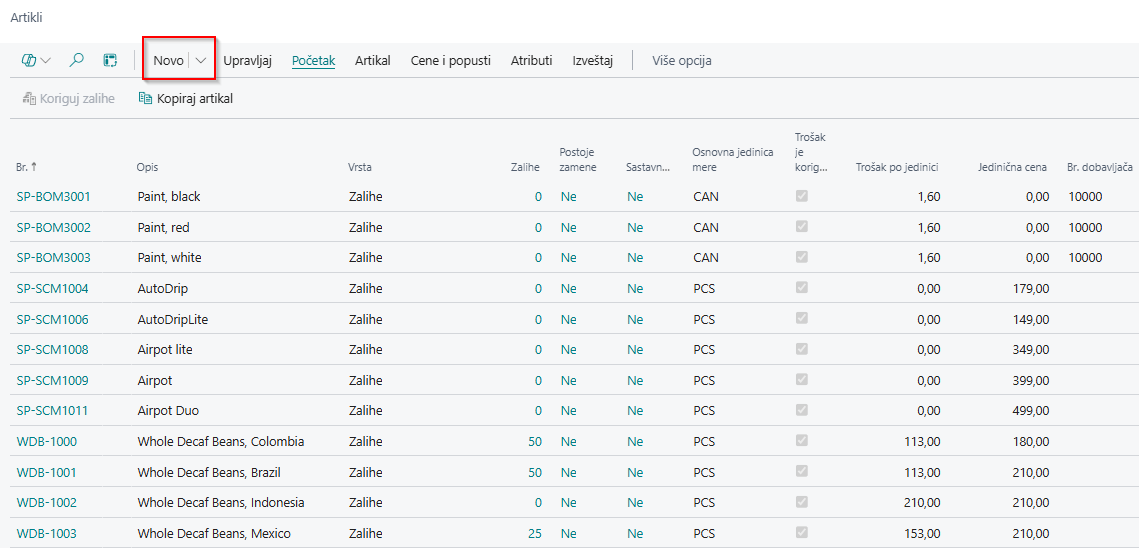 Artikli
Novo Upravljaj Početak Artikal Cene i popusti Atributi Izveštaj Više opcija
Koriguj zalihe Kopiraj artikal
Br. ↑ Opis Vrsta Zalihe Postoje zamene Sastavn... Osnovna jedinica mere Trošak je korig... Trošak po jedinici Jedinična cena Br. dobavljača
SP-BOM3001 Paint, black Zalihe 0 Ne Ne CAN 1,60 0,00 10000
SP-BOM3002 Paint, red Zalihe 0 Ne Ne CAN 1,60 0,00 10000
SP-BOM3003 Paint, white Zalihe 0 Ne Ne CAN 1,60 0,00 10000
SP-SCM1004 AutoDrip Zalihe 0 Ne Ne PCS 0,00 179,00
SP-SCM1006 AutoDripLite Zalihe 0 Ne Ne PCS 0,00 149,00
SP-SCM1008 Airpot lite Zalihe 0 Ne Ne PCS 0,00 349,00
SP-SCM1009 Airpot Zalihe 0 Ne Ne PCS 0,00 399,00
SP-SCM1011 Airpot Duo Zalihe 0 Ne Ne PCS 0,00 499,00
WDB-1000 Whole Decaf Beans, Colombia Zalihe 50 Ne Ne PCS 113,00 180,00
WDB-1001 Whole Decaf Beans, Brazil Zalihe 50 Ne Ne PCS 113,00 210,00
WDB-1002 Whole Decaf Beans, Indonesia Zalihe 0 Ne Ne PCS 210,00 210,00
WDB-1003 Whole Decaf Beans, Mexico Zalihe 25 Ne Ne PCS 153,00 210,00